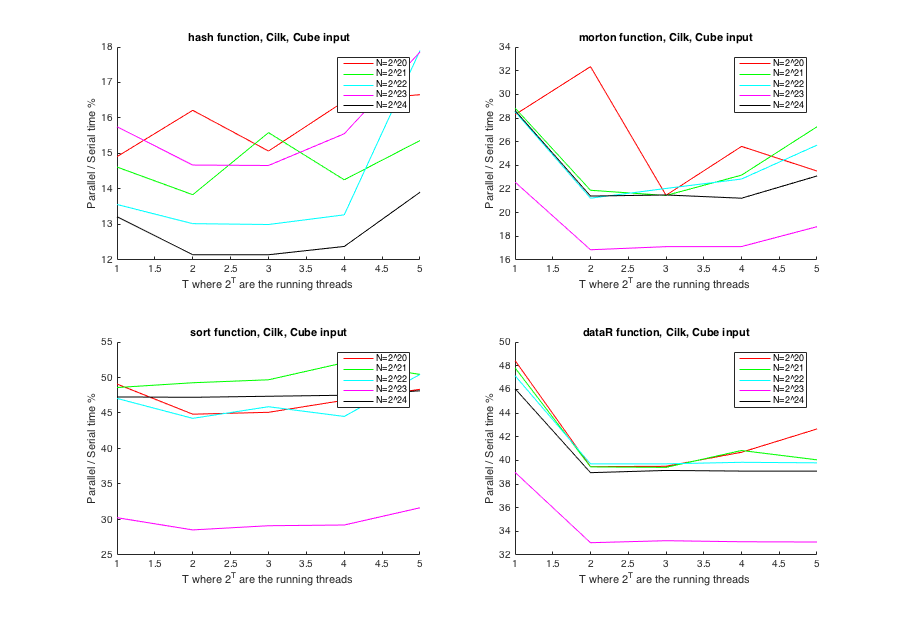 hash function, Cilk, Cube input
Parallel / Serial time %
18
17
16
15
14
13
12
1 1.5 2 2.5 3 3.5 4 4.5 5
T where 2^T are the running threads
N=2^20
N=2^21
N=2^22
N=2^23
N=2^24
morton function, Cilk, Cube input
Parallel / Serial time %
34
32
30
28
26
24
22
20
18
16
1 1.5 2 2.5 3 3.5 4 4.5 5
T where 2^T are the running threads
N=2^20
N=2^21
N=2^22
N=2^23
N=2^24
sort function, Cilk, Cube input
Parallel / Serial time %
55
50
45
40
35
30
25
1 1.5 2 2.5 3 3.5 4 4.5 5
T where 2^T are the running threads
N=2^20
N=2^21
N=2^22
N=2^23
N=2^24
dataR function, Cilk, Cube input
Parallel / Serial time %
50
48
46
44
42
40
38
36
34
32
1 1.5 2 2.5 3 3.5 4 4.5 5
T where 2^T are the running threads
N=2^20
N=2^21
N=2^22
N=2^23
N=2^24